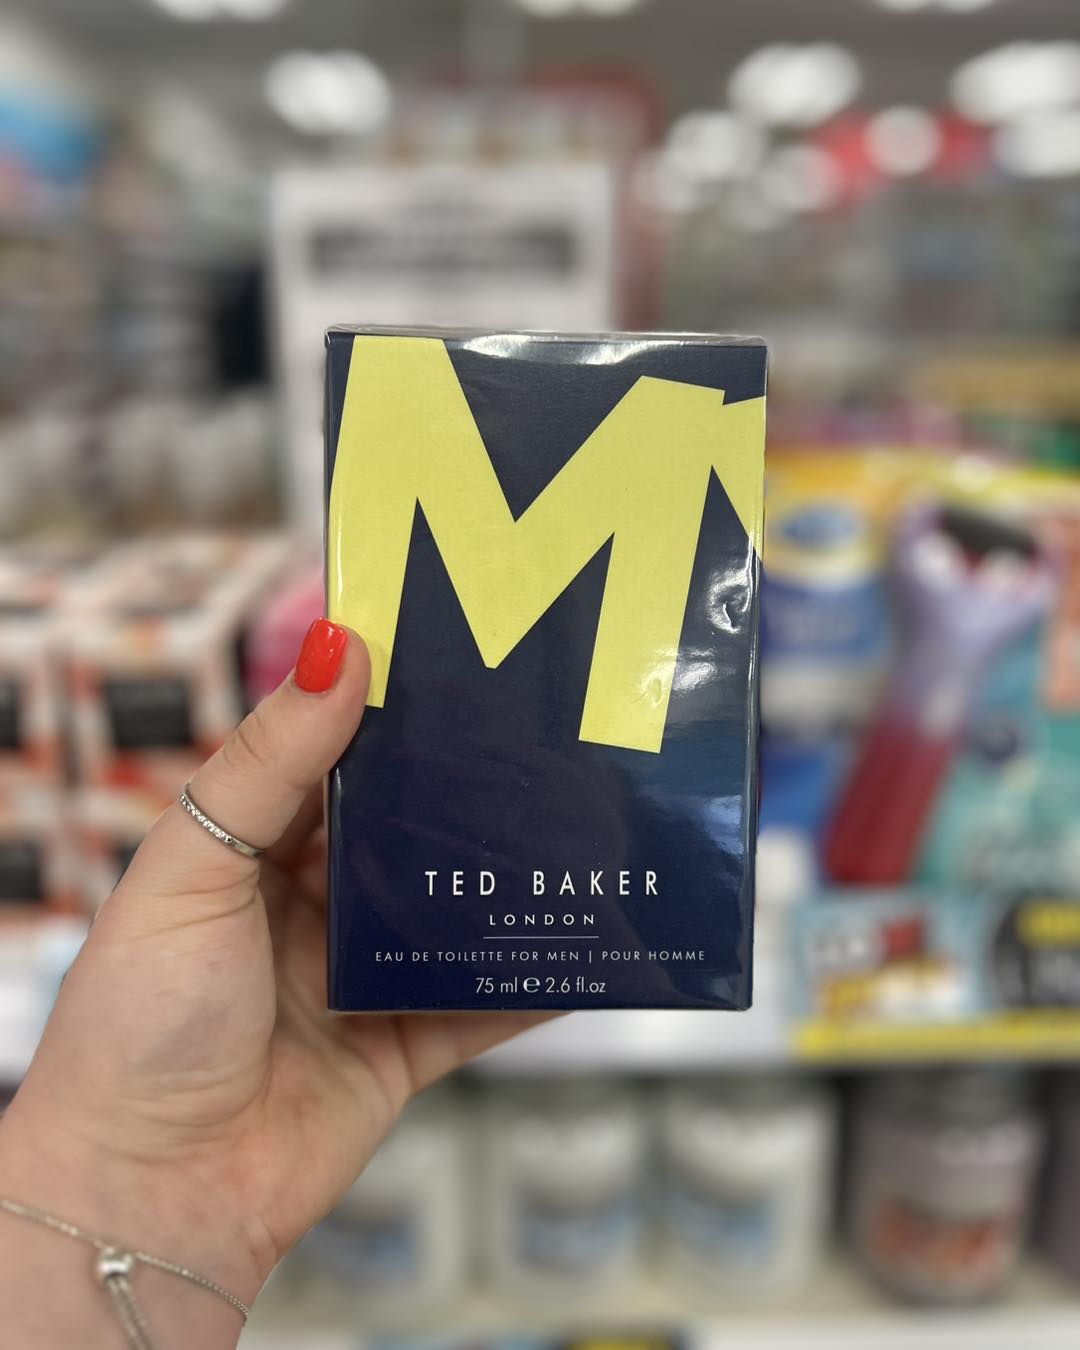 M
TED BAKER
LONDON
EAU DE TOILETTE FOR MEN | POUR HOMME
75 ml ℮ 2.6 fl.oz